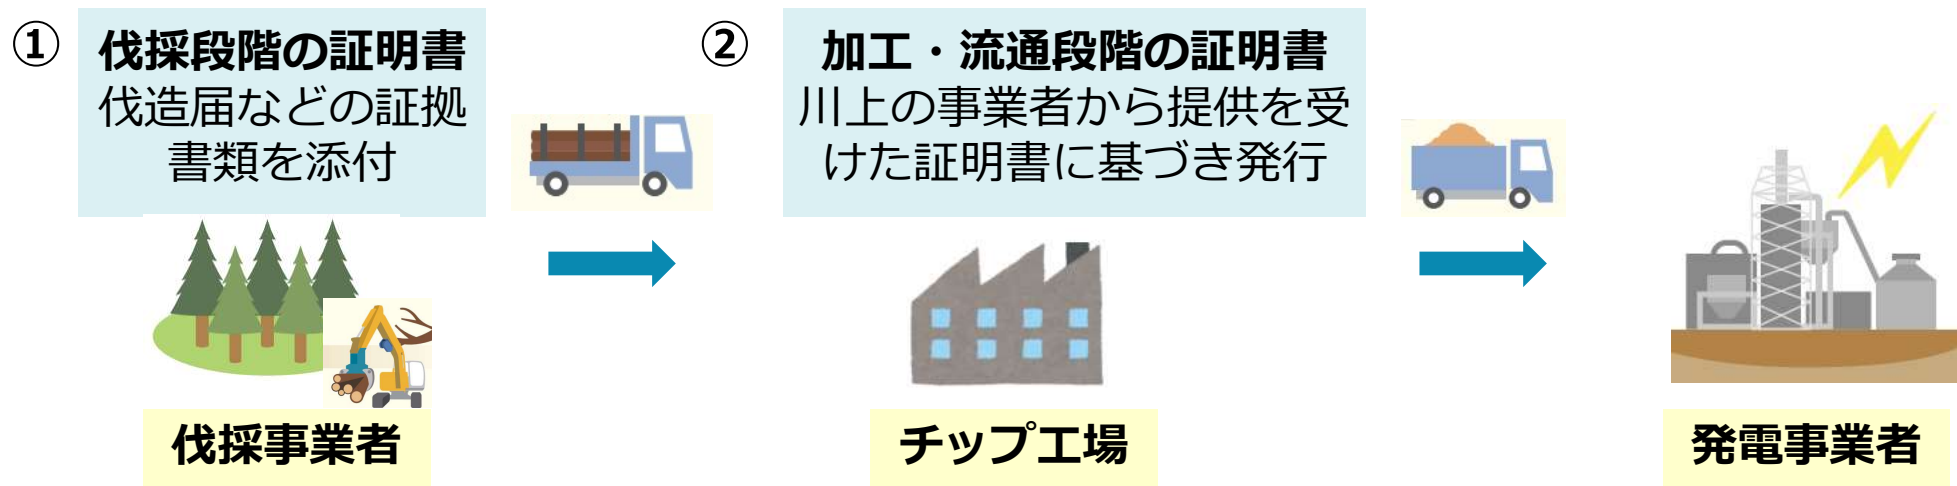 ①
伐採段階の証明書
伐造届などの証拠
書類を添付
②
加工・流通段階の証明書
川上の事業者から提供を受
けた証明書に基づき発行
伐採事業者
チップ工場
発電事業者